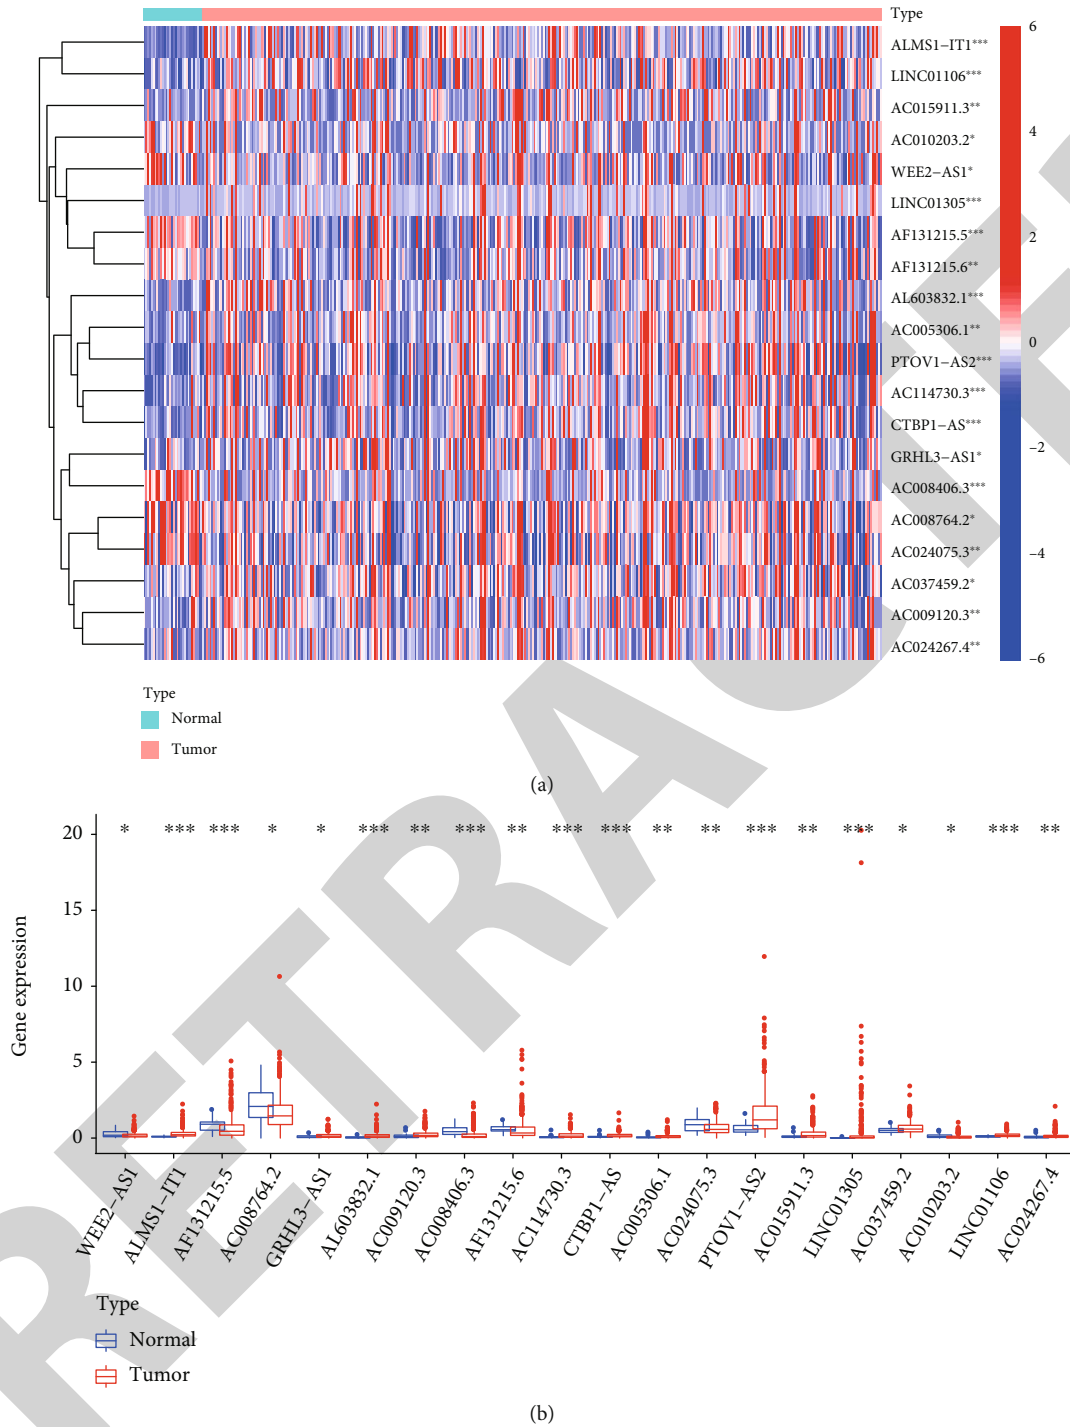 Type
ALMS1−IT1***
LINC01106***
AC015911.3**
AC010203.2*
WEE2−AS1*
LINC01305***
AF131215.5***
AF131215.6**
AL603832.1***
AC005306.1**
PTOV1−AS2***
AC114730.3***
CTBP1−AS***
GRHL3−AS1*
AC008406.3***
AC008764.2*
AC024075.3**
AC037459.2*
AC009120.3**
AC024267.4**
6
4
2
0
−2
−4
−6
Type
Normal
Tumor
(a)
Gene expression
20
15
10
5
0
* *** *** * * *** ** *** ** *** *** ** ** *** ** *** * * *** **
WEE2−AS1
ALMS1−IT1
AF131215.5
AC008764.2
GRHL3−AS1
AL603832.1
AC009120.3
AC008406.3
AF131215.6
AC114730.3
CTBP1−AS
AC005306.1
AC024075.3
PTOV1−AS2
AC015911.3
LINC01305
AC037459.2
AC010203.2
LINC01106
AC024267.4
Type
Normal
Tumor
(b)
RETRACTED